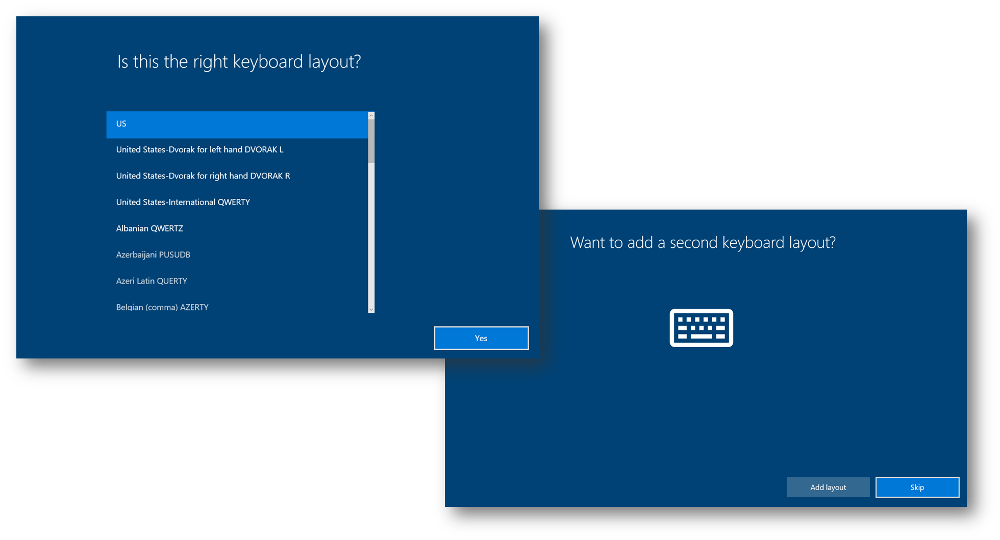 Is this the right keyboard layout?
US
United States-Dvorak for left hand DVORAK L
United States-Dvorak for right hand DVORAK R
United States-International QWERTY
Albanian QWERTZ
Azerbaijani PUSUDB
Azeri Latin QUERTY
Belgian (comma) AZERTY
Yes
Want to add a second keyboard layout?
Add layout
Skip